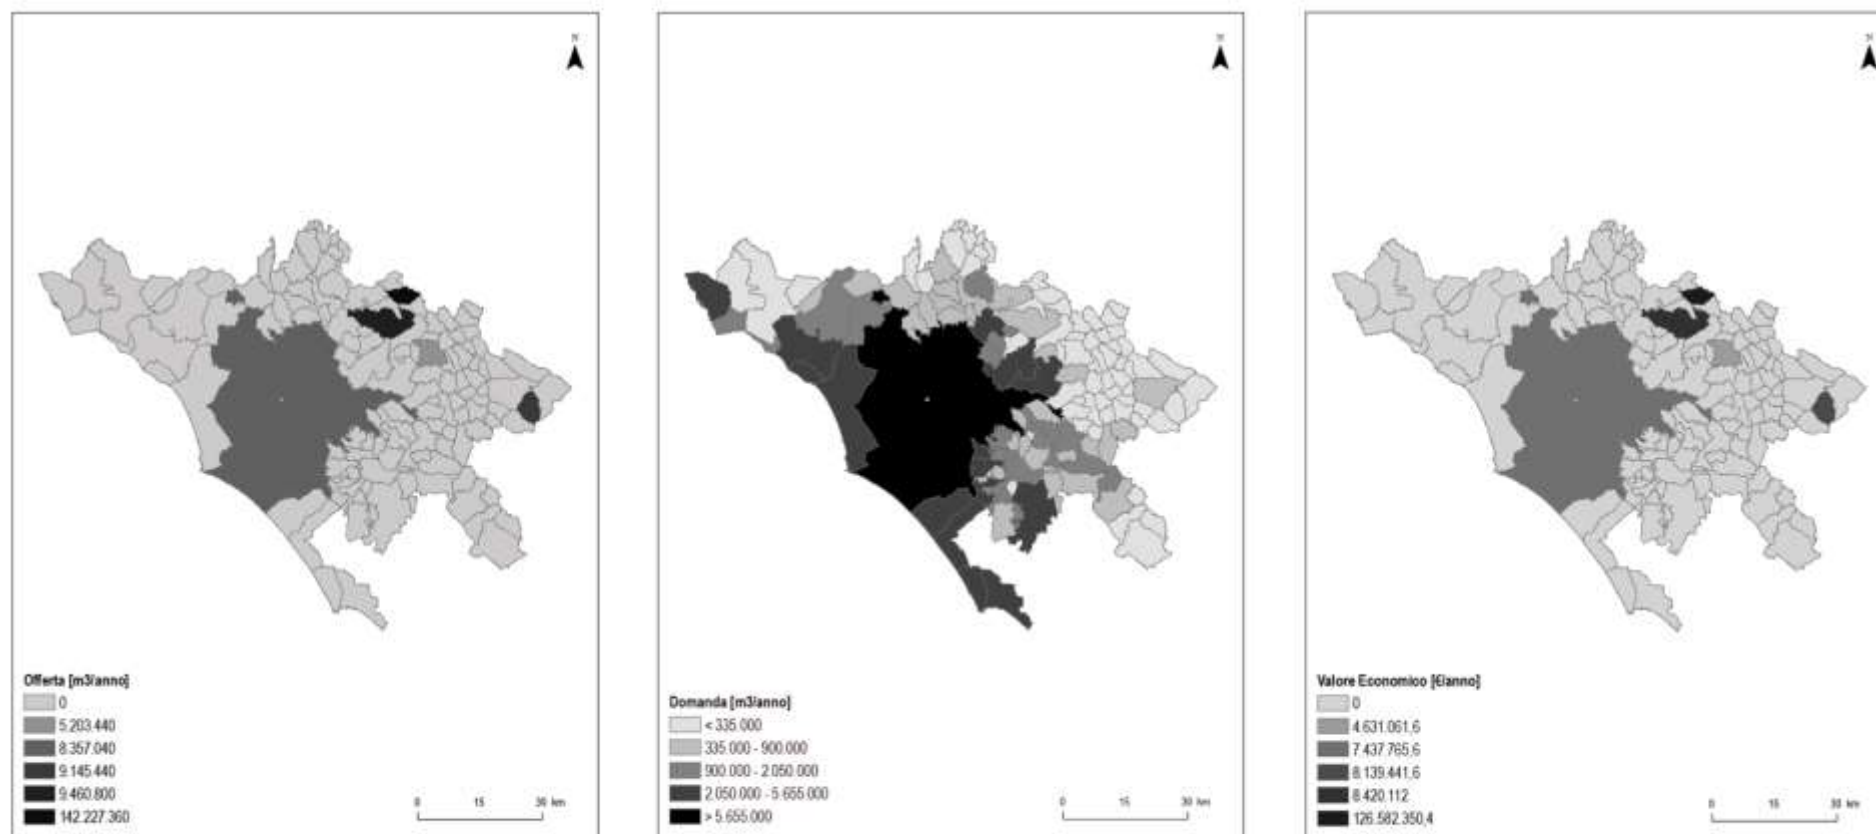 N
Offerta [m3/anno]
0
5.203.440
8.357.040
9.145.440
9.460.800
142.227.360
0 15 30 km
N
Domanda [m3/anno]
< 335.000
335.000 - 900.000
900.000 - 2.050.000
2.050.000 - 5.655.000
> 5.655.000
0 15 30 km
N
Valore Economico [€/anno]
0
4.631.061,6
7.437.765,6
8.139.441,6
8.420.112
126.582.350,4
0 15 30 km